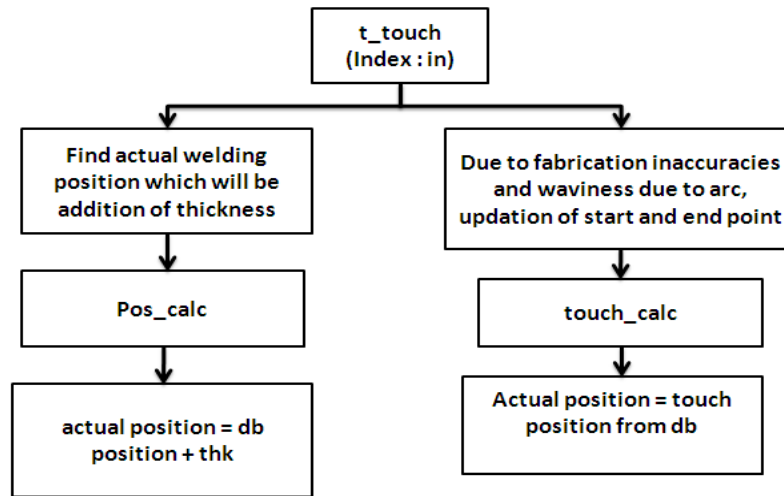 t_touch
(Index : in)
Find actual welding
position which will be
addition of thickness
Due to fabrication inaccuracies
and waviness due to arc,
updation of start and end point
Pos_calc
touch_calc
actual position = db
position + thk
Actual position = touch
position from db